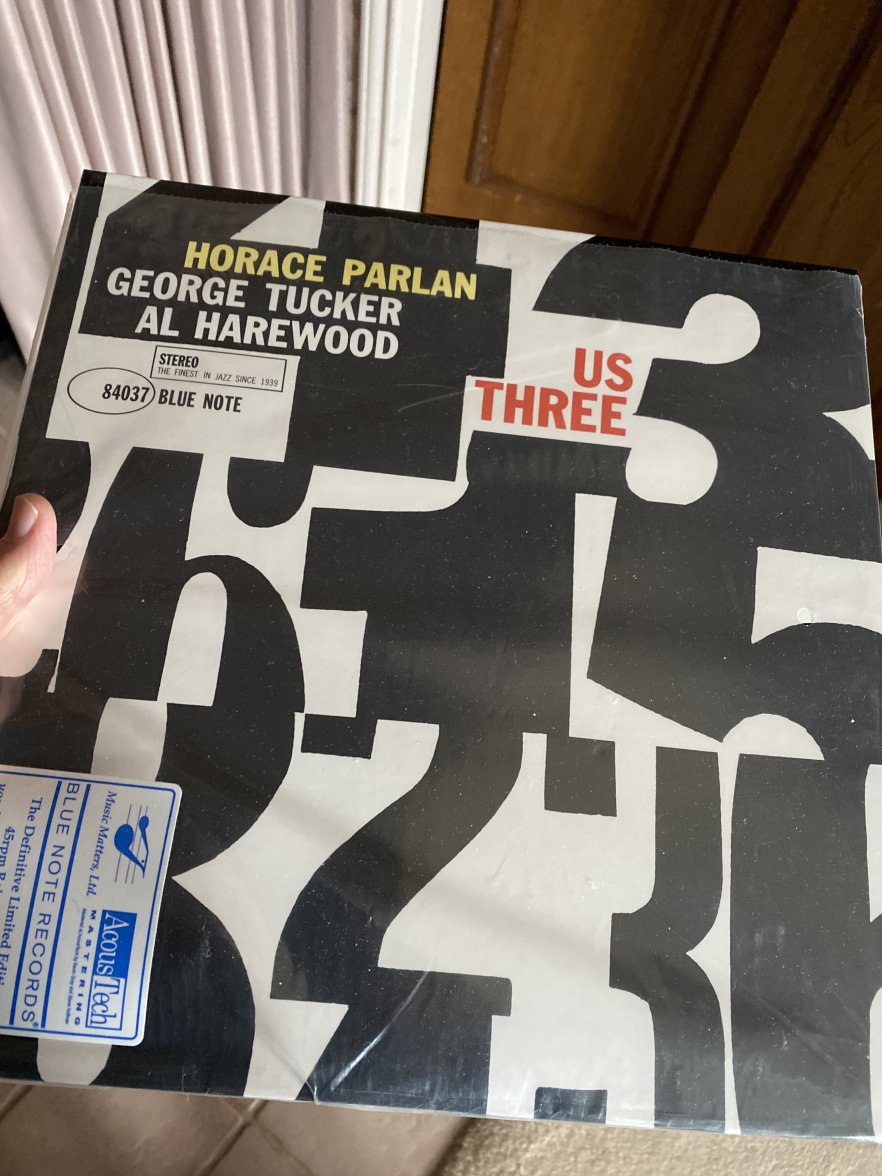 HORACE PARLAN
GEORGE TUCKER
AL HAREWOOD
US
THREE
STEREO
THE FINEST IN JAZZ SINCE 1939
84037 BLUE NOTE
Music Matters, Ltd.
AcousTech
MASTERING
BLUE NOTE RECORDS®
The Definitive Limited
45rpm